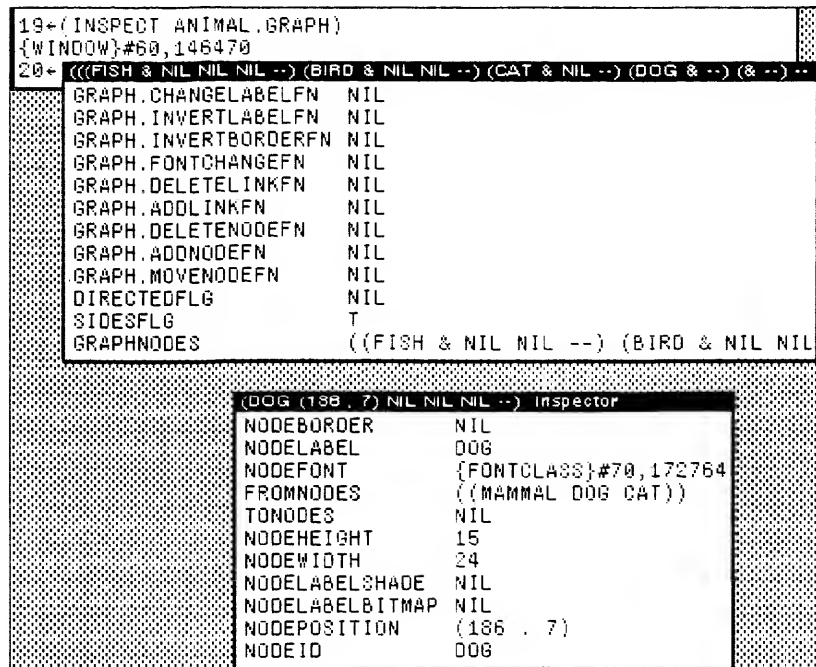 19←(INSPECT ANIMAL.GRAPH)
{WINDOW}#60,146470
20← (((FISH & NIL NIL NIL --) (BIRD & NIL NIL --) (CAT & NIL --) (DOG & --) (& --) --
GRAPH.CHANGELABELFN NIL
GRAPH.INVERTLABELFN NIL
GRAPH.INVERTBORDERFN NIL
GRAPH.FONTCHANGEFN NIL
GRAPH.DELETELINKFN NIL
GRAPH.ADDLINKFN NIL
GRAPH.DELETENODEFN NIL
GRAPH.ADDNODEFN NIL
GRAPH.MOVENODEFN NIL
DIRECTEDFLG NIL
SIDESFLG T
GRAPHNODES ((FISH & NIL NIL --) (BIRD & NIL NIL
(DOG (186 . 7) NIL NIL NIL --) Inspector
NODEBORDER NIL
NODELABEL DOG
NODEFONT {FONTCLASS}#70,172764
FROMNODES ((MAMMAL DOG CAT))
TONODES NIL
NODEHEIGHT 15
NODEWIDTH 24
NODELABELSHADE NIL
NODELABELBITMAP NIL
NODEPOSITION (186 . 7)
NODEID DOG